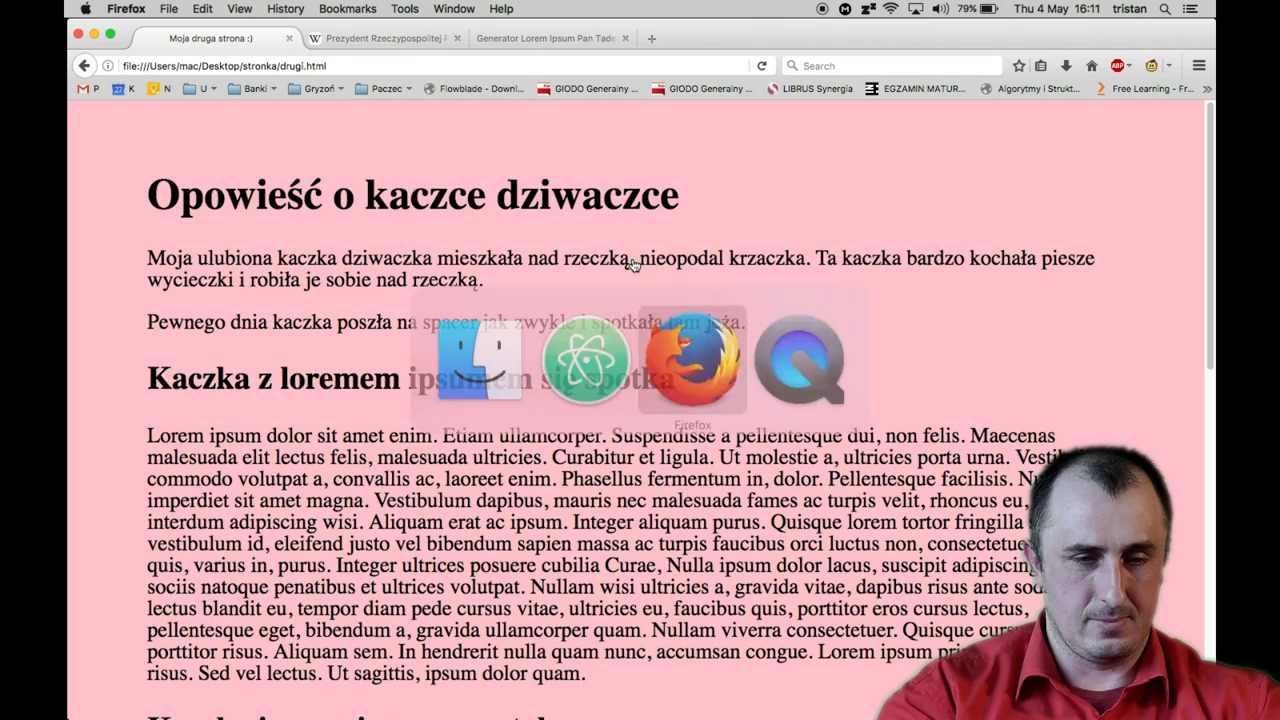 Firefox File Edit View History Bookmarks Tools Window Help 79% Thu 4 May 16:11 tristan
Moja druga strona :) Prezydent Rzeczypospolitej P Generator Lorem Ipsum Pan Tade
file:///Users/mac/Desktop/stronka/drugi.html Search
P K N U Banki Gryzoń Paczec Flowblade - Downl... GIODO Generalny ... GIODO Generalny ... LIBRUS Synergia EGZAMIN MATUR... Algorytmy i Strukt... Free Learning - Fr...
Opowieść o kaczce dziwaczce
Moja ulubiona kaczka dziwaczka mieszkała nad rzeczką, nieopodal krzaczka. Ta kaczka bardzo kochała piesze
wycieczki i robiła je sobie nad rzeczką.
Pewnego dnia kaczka poszła na spacer jak zwykle i spotkała tam jeża.
Kaczka z loremem ipsumem się spotka
Firefox
Lorem ipsum dolor sit amet enim. Etiam ullamcorper. Suspendisse a pellentesque dui, non felis. Maecenas
malesuada elit lectus felis, malesuada ultricies. Curabitur et ligula. Ut molestie a, ultricies porta urna. Vesti
commodo volutpat a, convallis ac, laoreet enim. Phasellus fermentum in, dolor. Pellentesque facilisis. N
imperdiet sit amet magna. Vestibulum dapibus, mauris nec malesuada fames ac turpis velit, rhoncus eu,
interdum adipiscing wisi. Aliquam erat ac ipsum. Integer aliquam purus. Quisque lorem tortor fringilla
vestibulum id, eleifend justo vel bibendum sapien massa ac turpis faucibus orci luctus non, consectetue
quis, varius in, purus. Integer ultrices posuere cubilia Curae, Nulla ipsum dolor lacus, suscipit adipiscing
sociis natoque penatibus et ultrices volutpat. Nullam wisi ultricies a, gravida vitae, dapibus risus ante
lectus blandit eu, tempor diam pede cursus vitae, ultricies eu, faucibus quis, porttitor eros cursus lectus,
pellentesque eget, bibendum a, gravida ullamcorper quam. Nullam viverra consectetuer. Quisque
porttitor risus. Aliquam sem. In hendrerit nulla quam nunc, accumsan congue. Lorem ipsum
risus. Sed vel lectus. Ut sagittis, ipsum dolor quam.